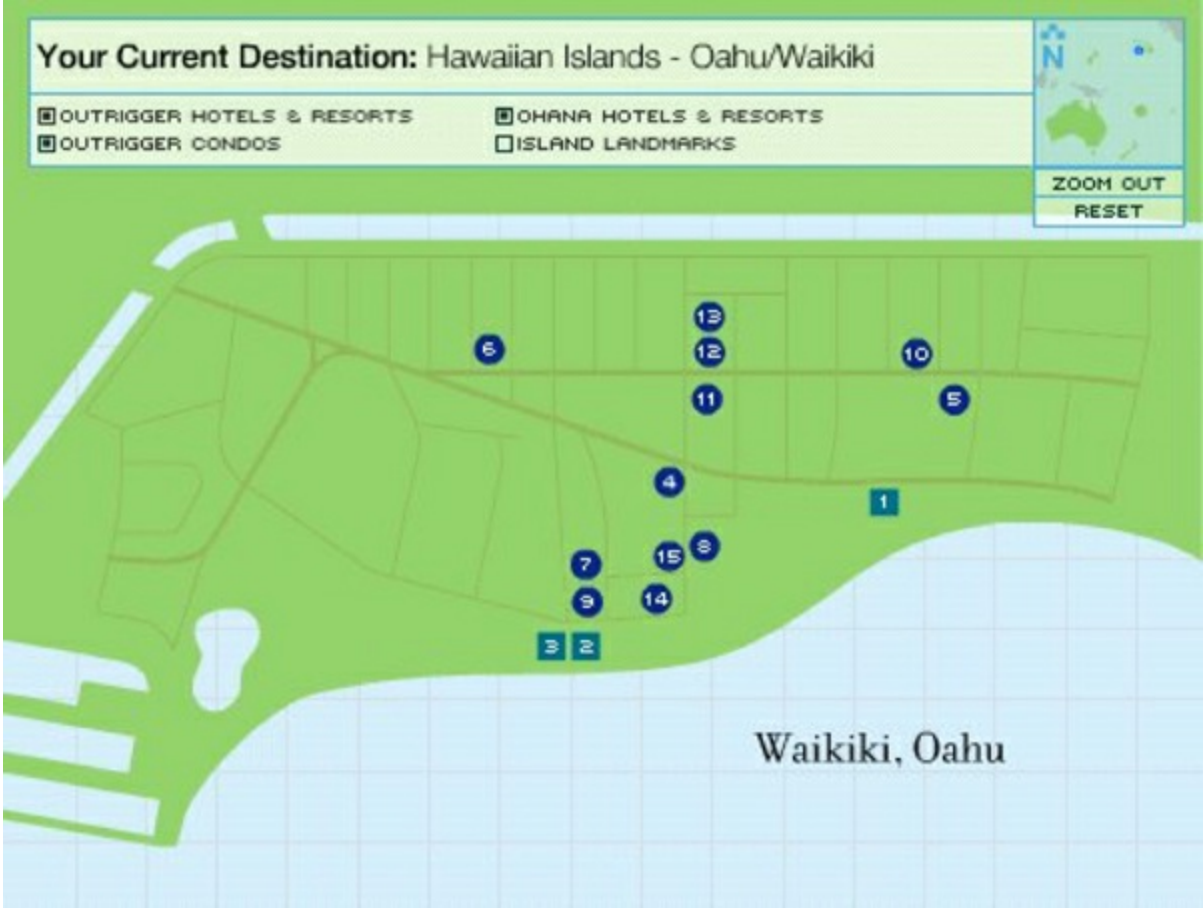 Your Current Destination: Hawaiian Islands - Oahu/Waikiki
N
OUTRIGGER HOTELS & RESORTS
OHANA HOTELS & RESORTS
OUTRIGGER CONDOS
ISLAND LANDMARKS
ZOOM OUT
RESET
13
6
12
10
11
5
4
1
8
15
7
14
9
3
2
Waikiki, Oahu